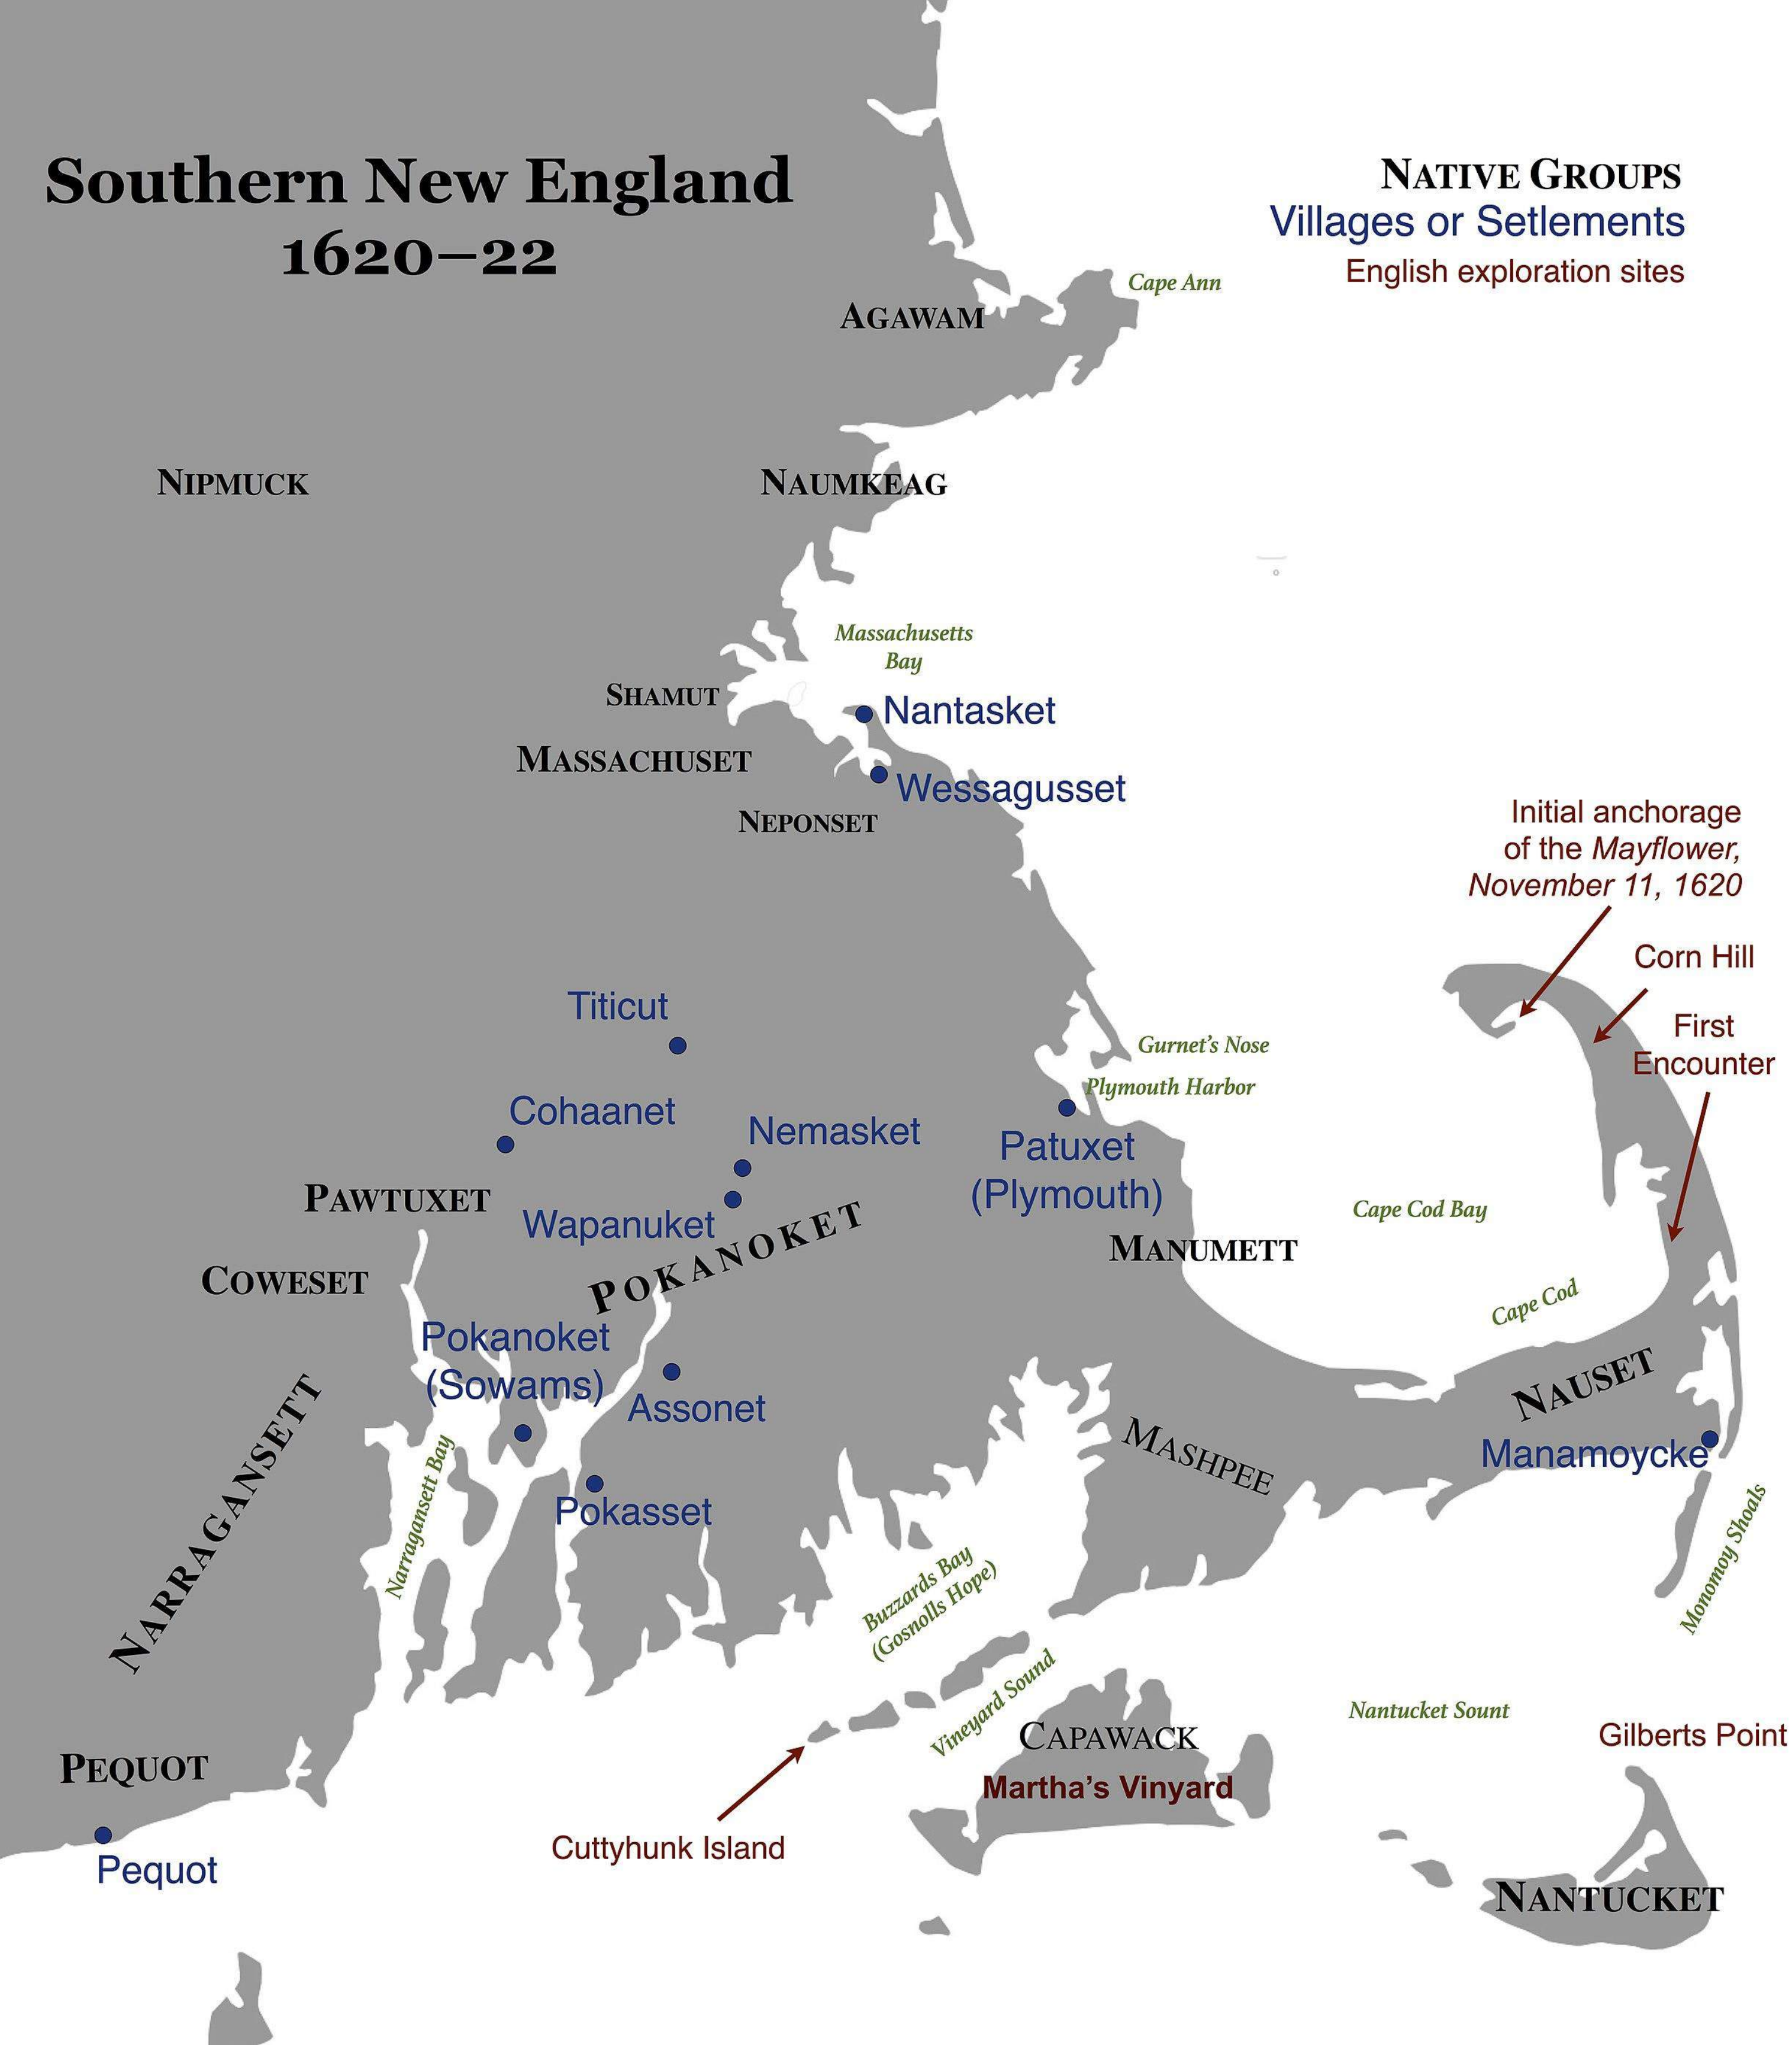 Southern New England
1620–22
NATIVE GROUPS
Villages or Setlements
English exploration sites
Cape Ann
AGAWAM
NIPMUCK
NAUMKEAG
Massachusetts
Bay
SHAMUT
Nantasket
MASSACHUSET
Wessagusset
NEPONSET
Initial anchorage
of the Mayflower,
November 11, 1620
Corn Hill
First
Encounter
Titicut
Gurnet's Nose
Plymouth Harbor
Cohaanet
Nemasket
Patuxet
(Plymouth)
PAWTUXET
Wapanuket
POKANOKET
Cape Cod Bay
MANUMETT
COWESET
Cape Cod
Pokanoket
(Sowams)
Assonet
NAUSET
Manamoycke
MASHPEE
NARRAGANSETT
Narragansett Bay
Pokasset
Monomoy Shoals
Buzzards Bay
(Gosnolls Hope)
Vineyard Sound
Nantucket Sount
CAPAWACK
Martha's Vinyard
Gilberts Point
PEQUOT
Cuttyhunk Island
Pequot
NANTUCKET